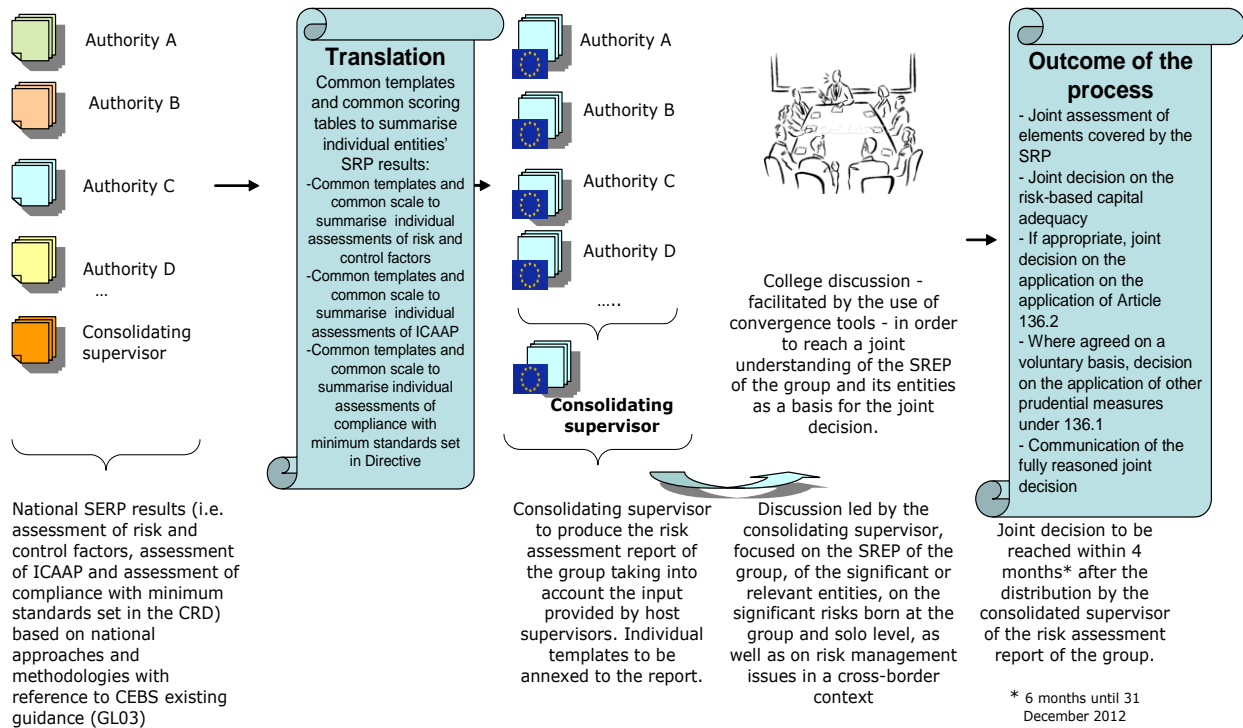 Authority A
Authority B
Authority C
Authority D
...
Consolidating
supervisor
National SERP results (i.e.
assessment of risk and
control factors, assessment
of ICAAP and assessment of
compliance with minimum
standards set in the CRD)
based on national
approaches and
methodologies with
reference to CEBS existing
guidance (GL03)
Translation
Common templates
and common scoring
tables to summarise
individual entities'
SRP results:
-Common templates and
common scale to
summarise individual
assessments of risk and
control factors
-Common templates and
common scale to
summarise individual
assessments of ICAAP
-Common templates and
common scale to
summarise individual
assessments of
compliance with
minimum standards set
in Directive
Authority A
Authority B
Authority C
Authority D
.....
Consolidating
supervisor
Consolidating supervisor
to produce the risk
assessment report of
the group taking into
account the input
provided by host
supervisors. Individual
templates to be
annexed to the report.
College discussion -
facilitated by the use of
convergence tools - in order
to reach a joint
understanding of the SREP
of the group and its entities
as a basis for the joint
decision.
Discussion led by the
consolidating supervisor,
focused on the SREP of the
group, of the significant or
relevant entities, on the
significant risks born at the
group and solo level, as
well as on risk management
issues in a cross-border
context
Outcome of the
process
- Joint assessment of
elements covered by the
SRP
- Joint decision on the
risk-based capital
adequacy
- If appropriate, joint
decision on the
application on the
application of Article
136.2
- Where agreed on a
voluntary basis, decision
on the application of other
prudential measures
under 136.1
- Communication of the
fully reasoned joint
decision
Joint decision to be
reached within 4
months* after the
distribution by the
consolidated supervisor
of the risk assessment
report of the group.
* 6 months until 31
December 2012